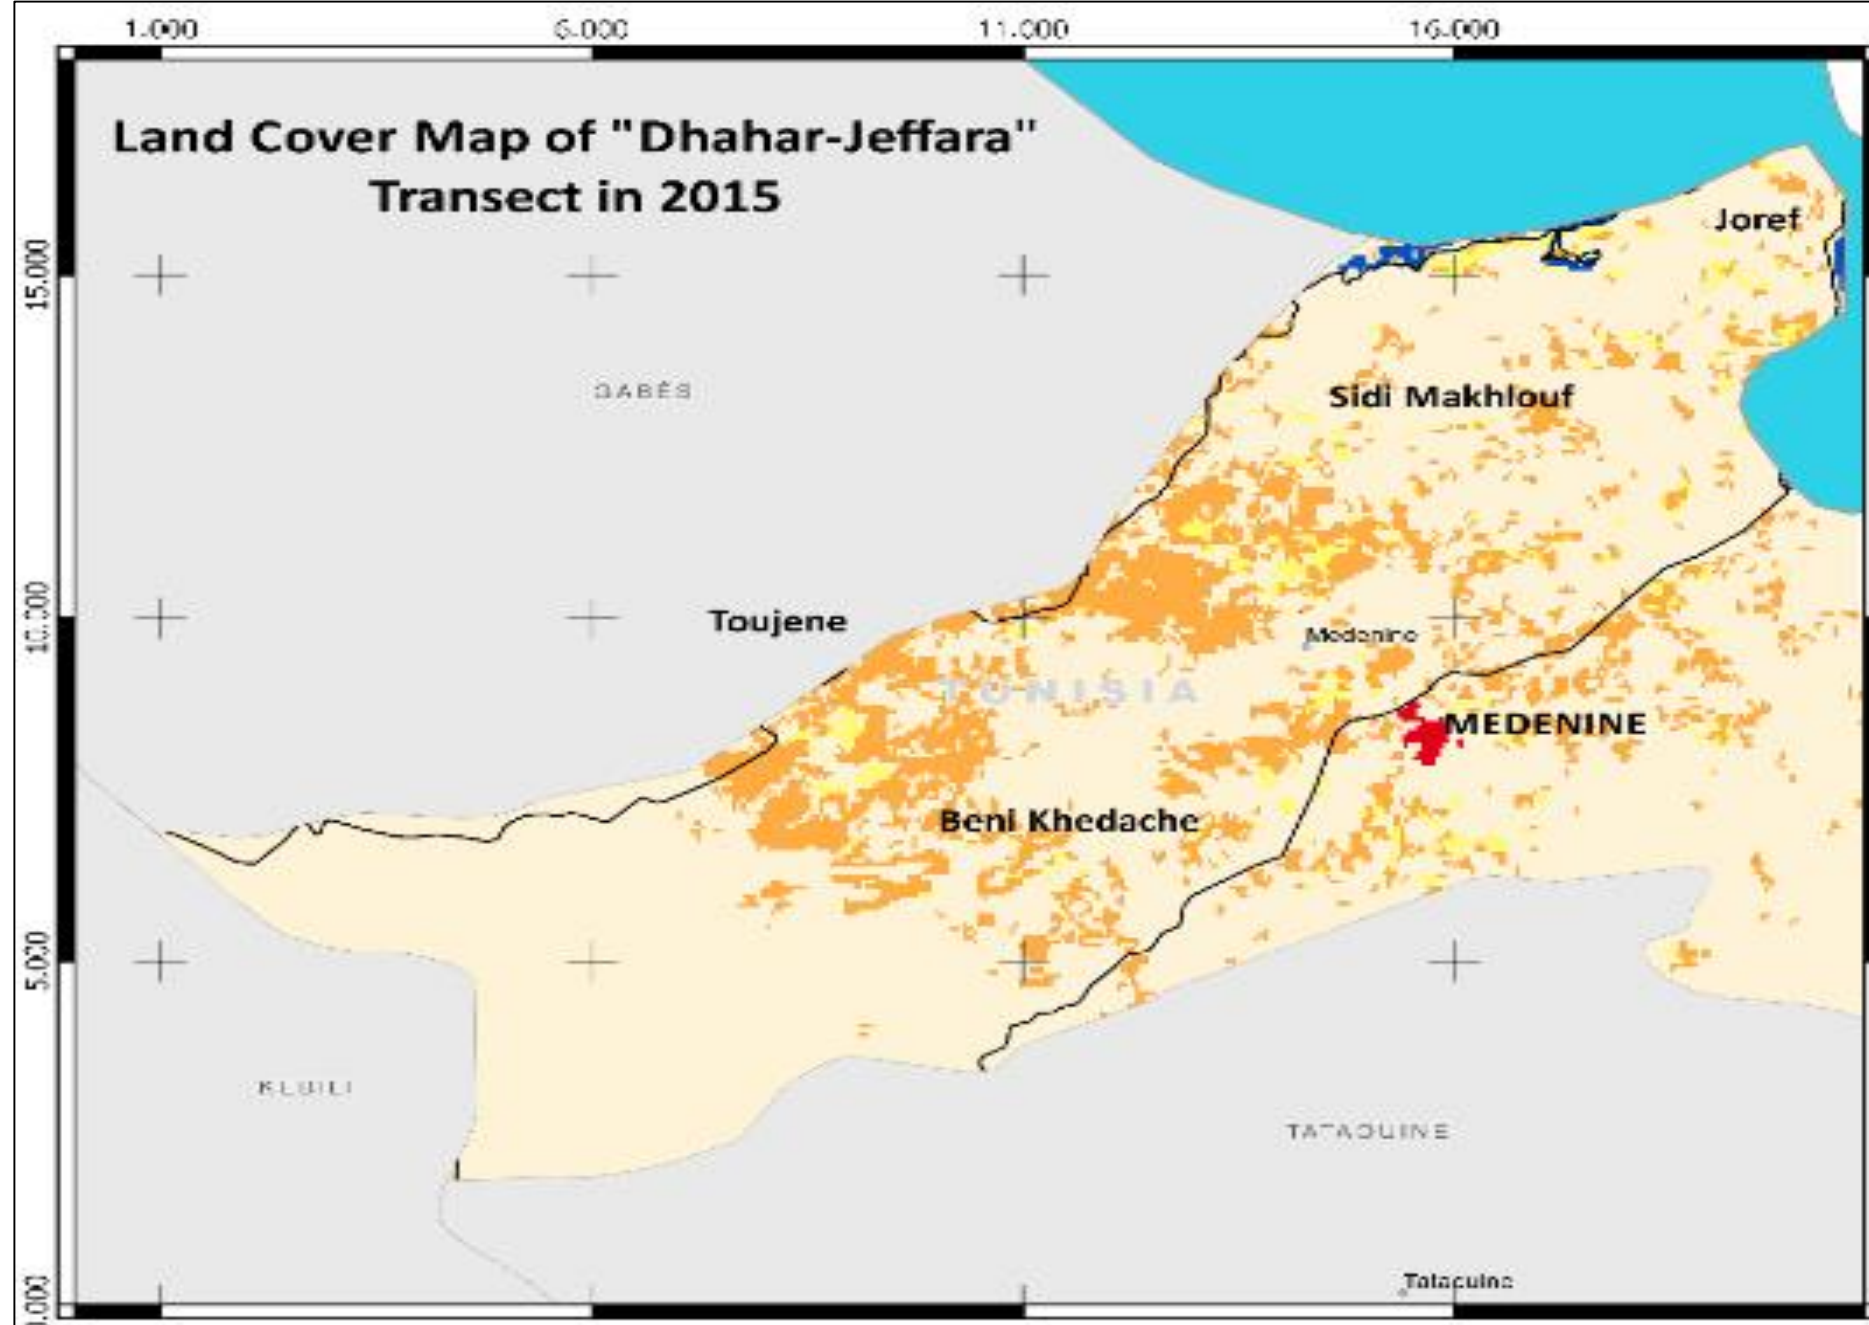 1.000 6.000 11.000 16.000
Land Cover Map of "Dhahar-Jeffara"
Transect in 2015
Joref
15.000
GABÈS
Sidi Makhlouf
10.000
Toujene
Medenine
TUNISIA
MEDENINE
Beni Khedache
5.000
KEBILI
TATAOUINE
Tataouine